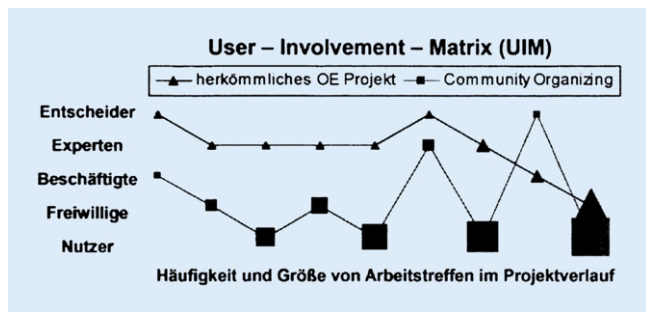 User – Involvement – Matrix (UIM)
herkömmliches OE Projekt Community Organizing
Entscheider
Experten
Beschäftigte
Freiwillige
Nutzer
Häufigkeit und Größe von Arbeitstreffen im Projektverlauf